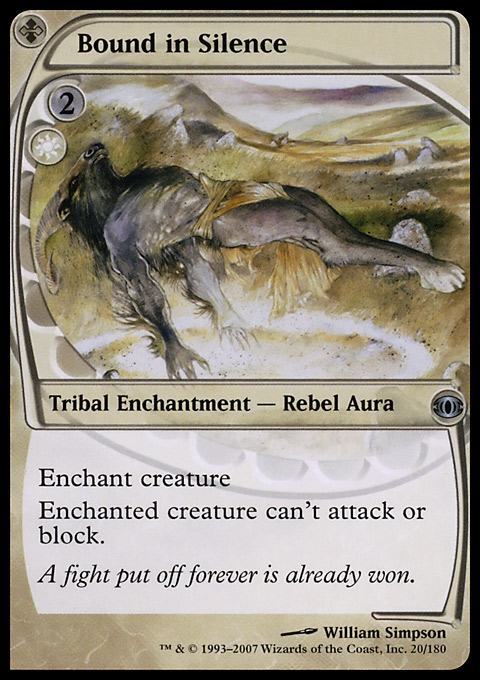 Bound in Silence
2
Tribal Enchantment — Rebel Aura
Enchant creature
Enchanted creature can't attack or
block.
A fight put off forever is already won.
William Simpson
™ & © 1993–2007 Wizards of the Coast, Inc. 20/180